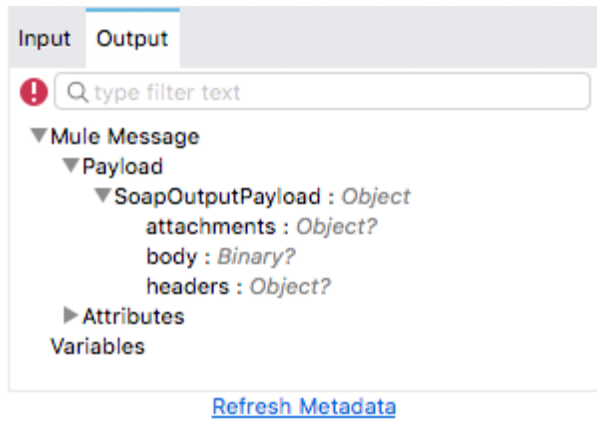 Input Output
type filter text
Mule Message
Payload
SoapOutputPayload : Object
attachments : Object?
body : Binary?
headers : Object?
Attributes
Variables
Refresh Metadata